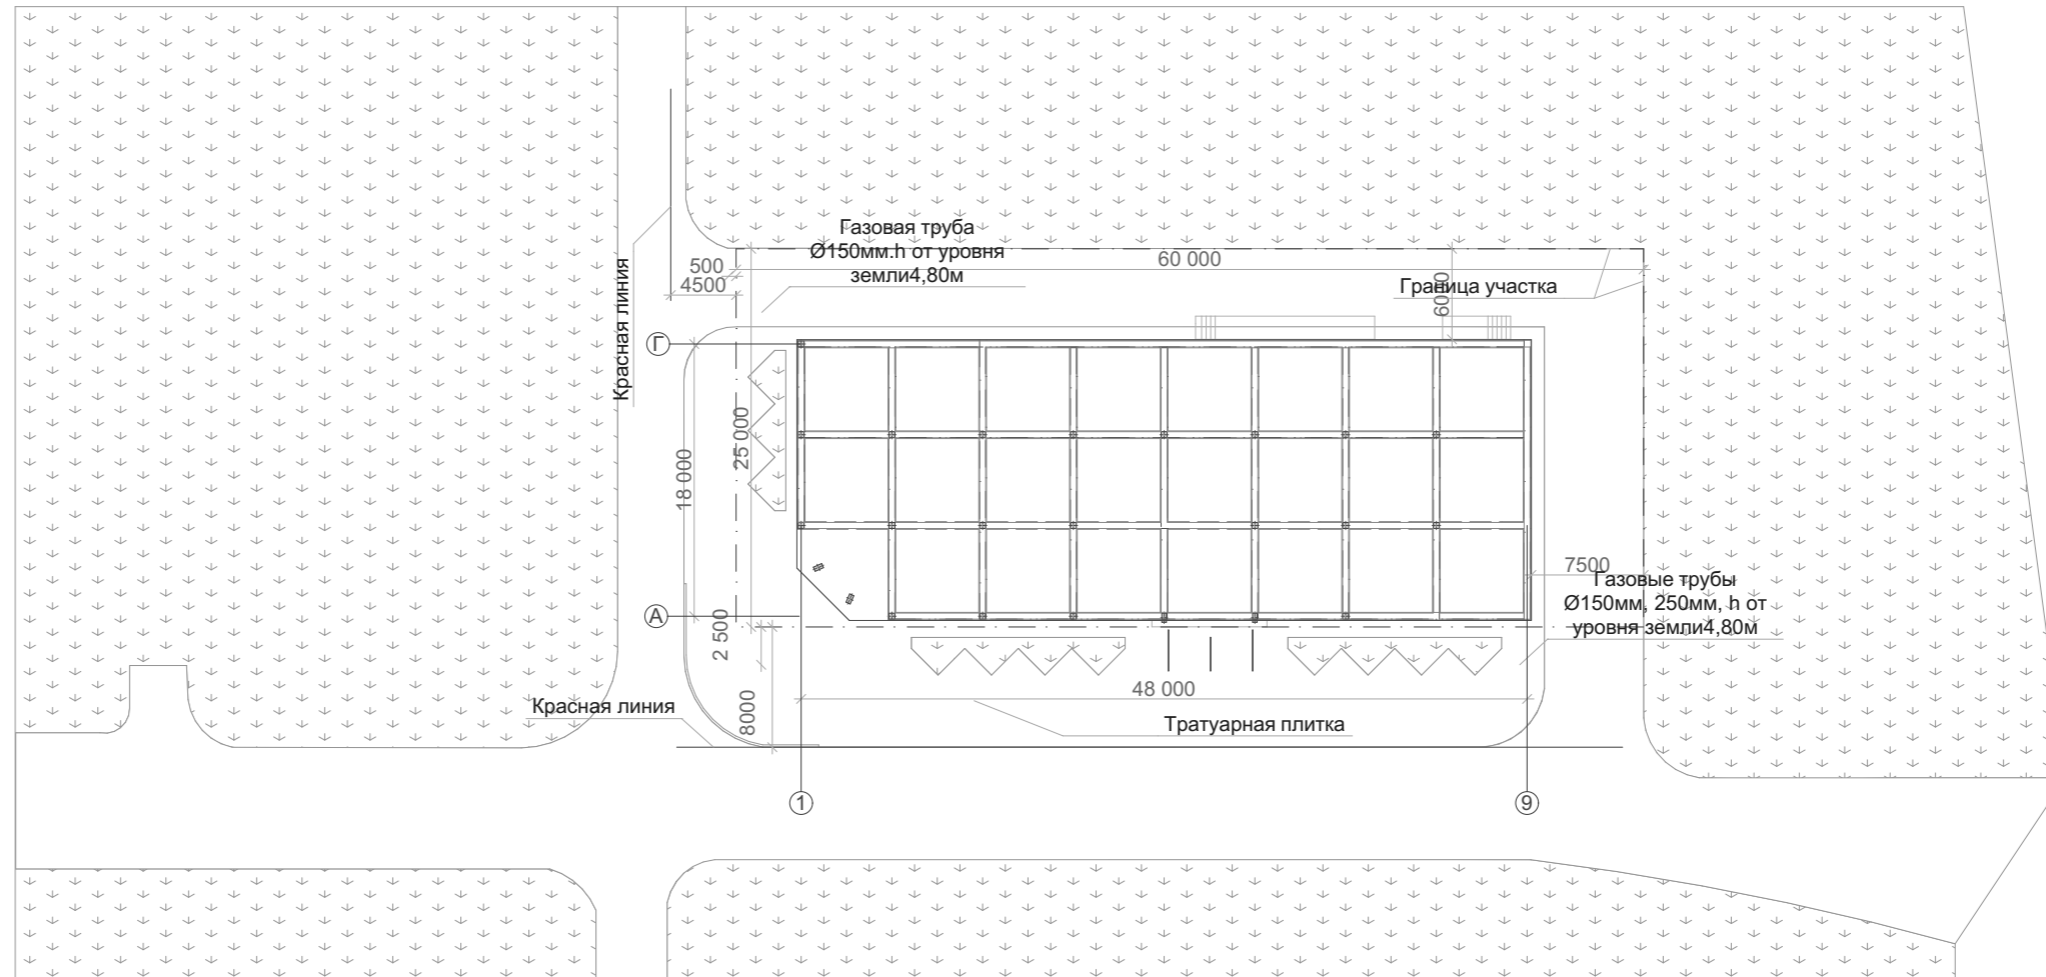 Газовая труба
Ø150мм.h от уровня
земли4,80м
500
4500
60 000
Граница участка
6000
Красная линия
Г
25 000
18 000
7500
Газовые трубы
Ø150мм, 250мм, h от
уровня земли4,80м
А
2 500
48 000
8000
Красная линия
Тратуарная плитка
1
9